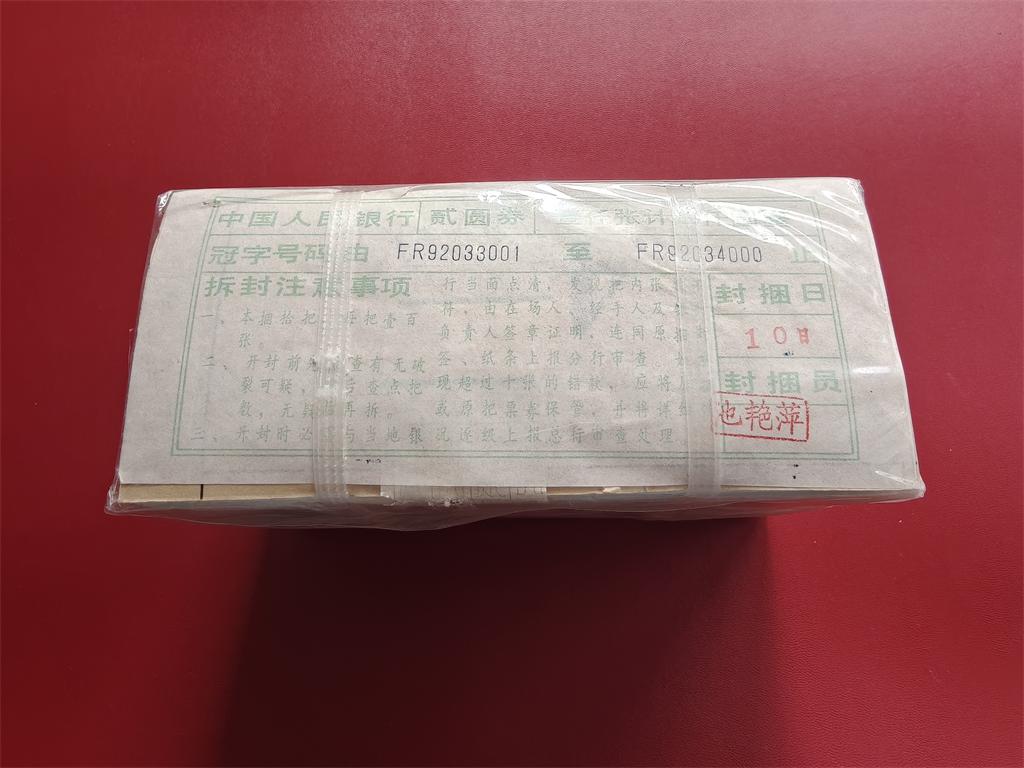 中国人民银行 贰圆券
冠字号码由 FR92033001 至 FR92034000 止
拆封注意事项
一、本捆拾把 每把壹百
张。
二、开封前 查有无破
裂可疑, 查点把
数,无 再拆。
三、开封时必 与当地银
行当面点清,发现把内张
符,由在场人、经手人及
负责人签章证明,连同原
签、纸条上报分行审查
现超过十张的错款,应将
或原把票券保管,并将详
况逐级上报总行审查处理
封捆日
10日
封捆员
艳萍